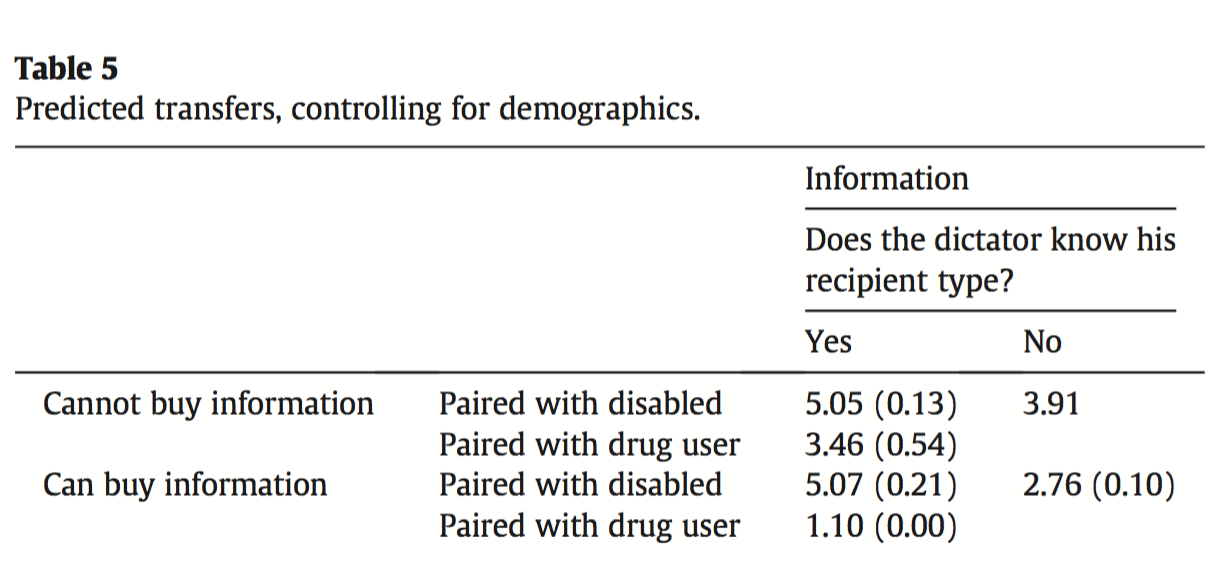 Table 5
Predicted transfers, controlling for demographics.
Information
Does the dictator know his
recipient type?
Yes No
Cannot buy information Paired with disabled 5.05 (0.13) 3.91
Paired with drug user 3.46 (0.54)
Can buy information Paired with disabled 5.07 (0.21) 2.76 (0.10)
Paired with drug user 1.10 (0.00)